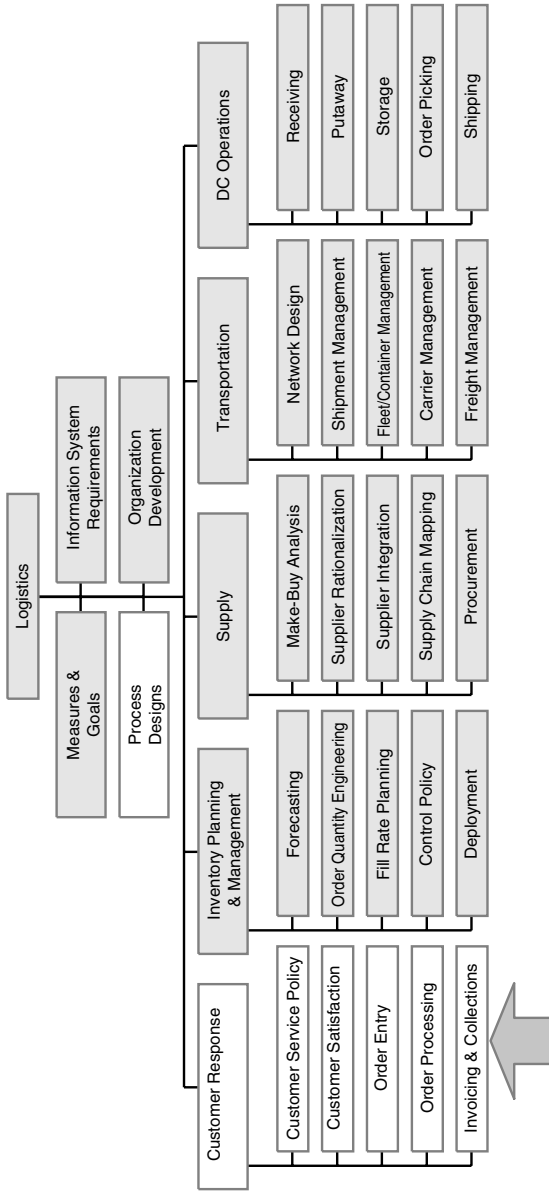 Logistics
Measures &
Goals
Information System
Requirements
Process
Designs
Organization
Development
Customer Response
Customer Service Policy
Customer Satisfaction
Order Entry
Order Processing
Invoicing & Collections
Inventory Planning
& Management
Forecasting
Order Quantity Engineering
Fill Rate Planning
Control Policy
Deployment
Supply
Make-Buy Analysis
Supplier Rationalization
Supplier Integration
Supply Chain Mapping
Procurement
Transportation
Network Design
Shipment Management
Fleet/Container Management
Carrier Management
Freight Management
DC Operations
Receiving
Putaway
Storage
Order Picking
Shipping